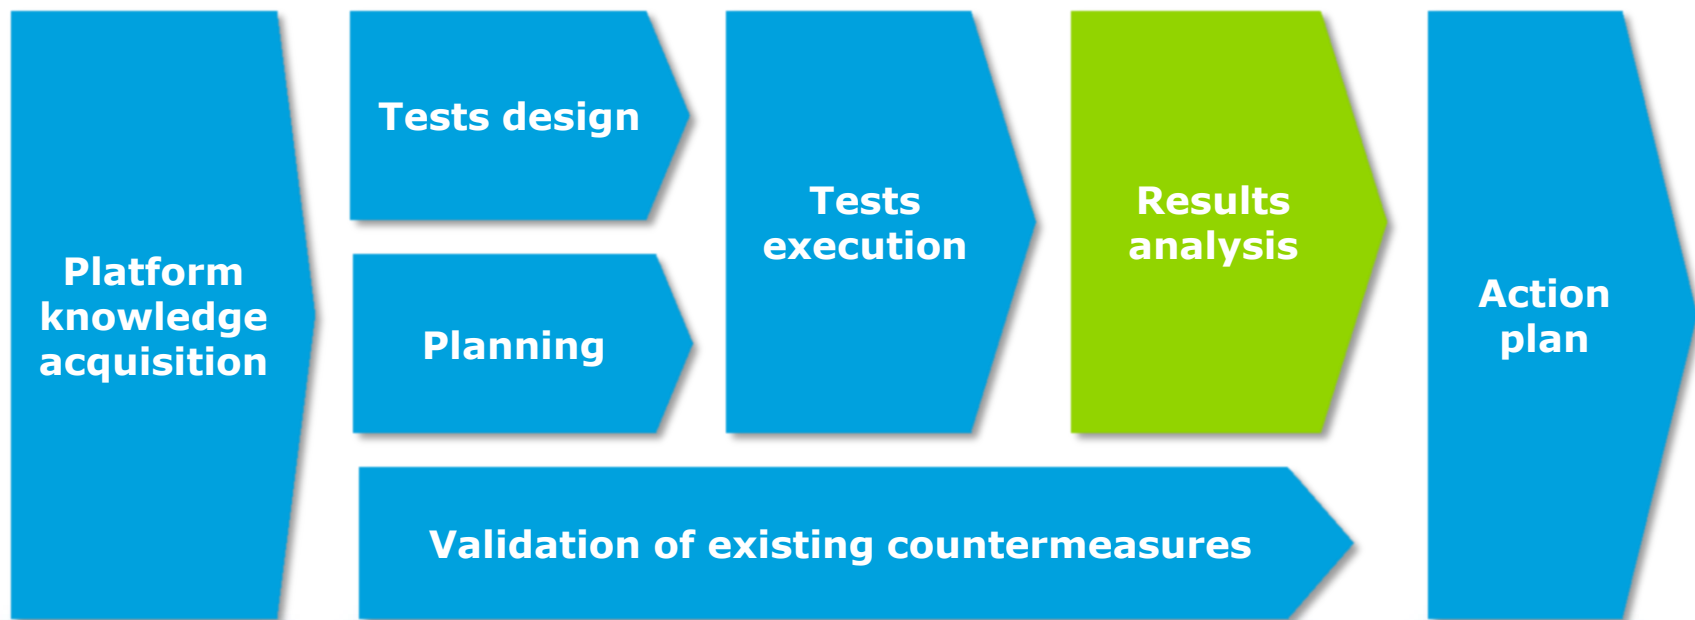 Platform
knowledge
acquisition
Tests design
Planning
Tests
execution
Results
analysis
Validation of existing countermeasures
Action
plan